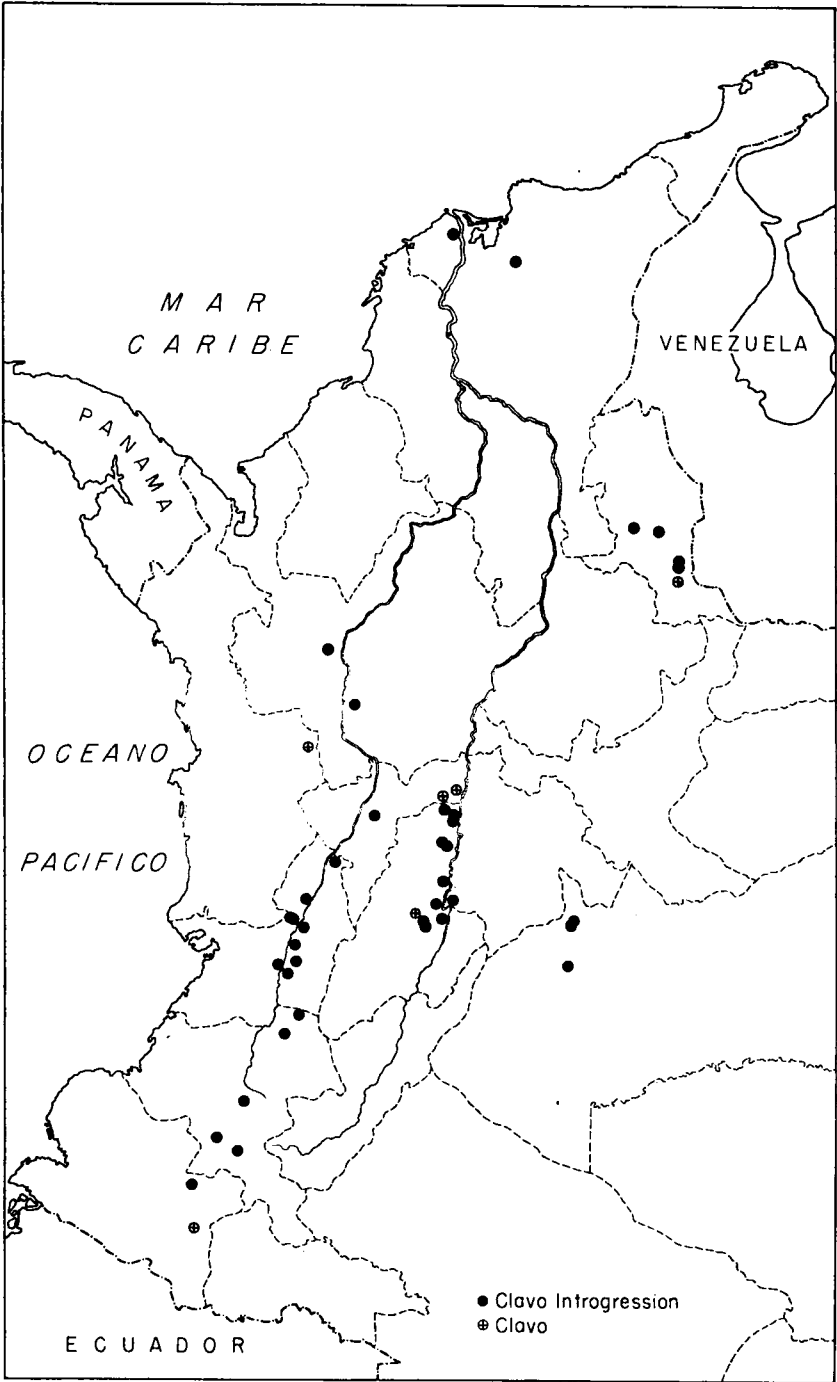 MAR
CARIBE
VENEZUELA
PANAMA
OCEANO
PACIFICO
Clavo Introgression
Clavo
ECUADOR